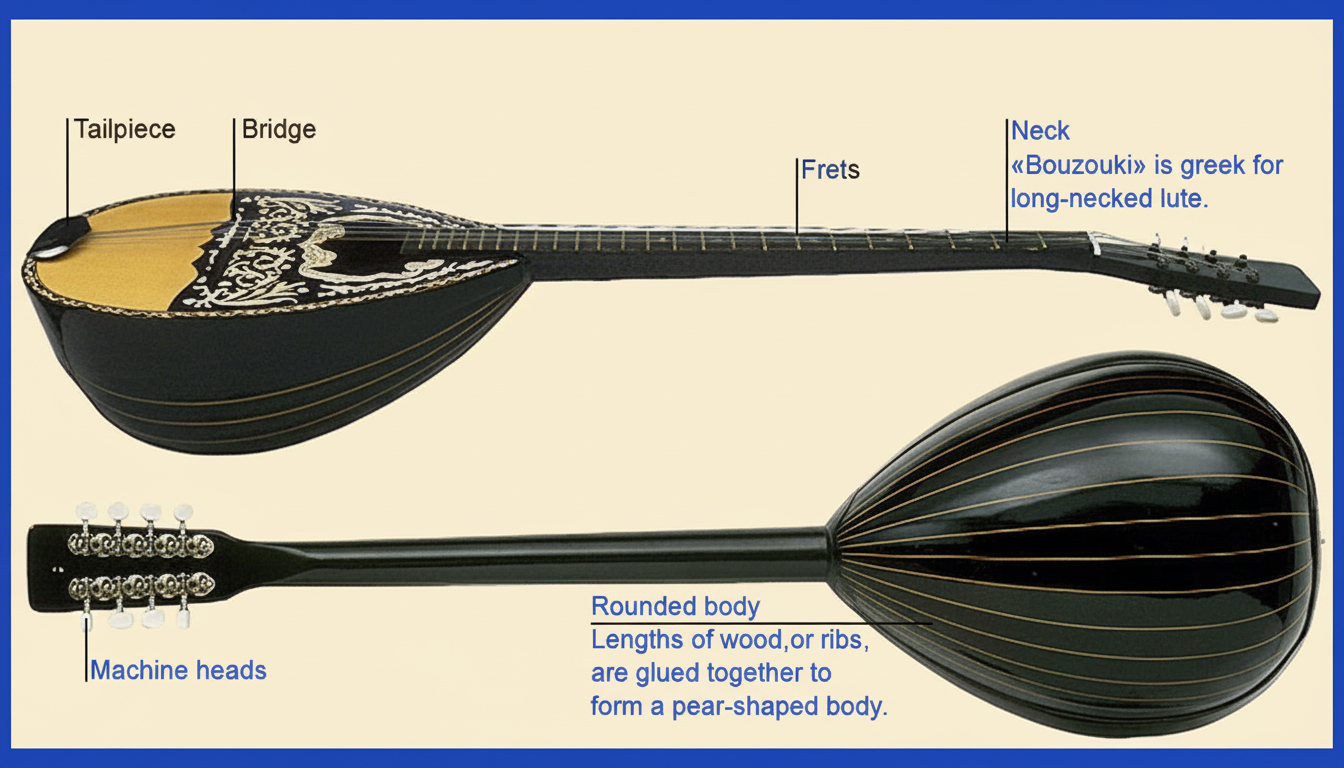 Tailpiece
Bridge
Frets
Neck
«Bouzouki» is greek for
long-necked lute.
Rounded body
Lengths of wood,or ribs,
are glued together to
form a pear-shaped body.
Machine heads